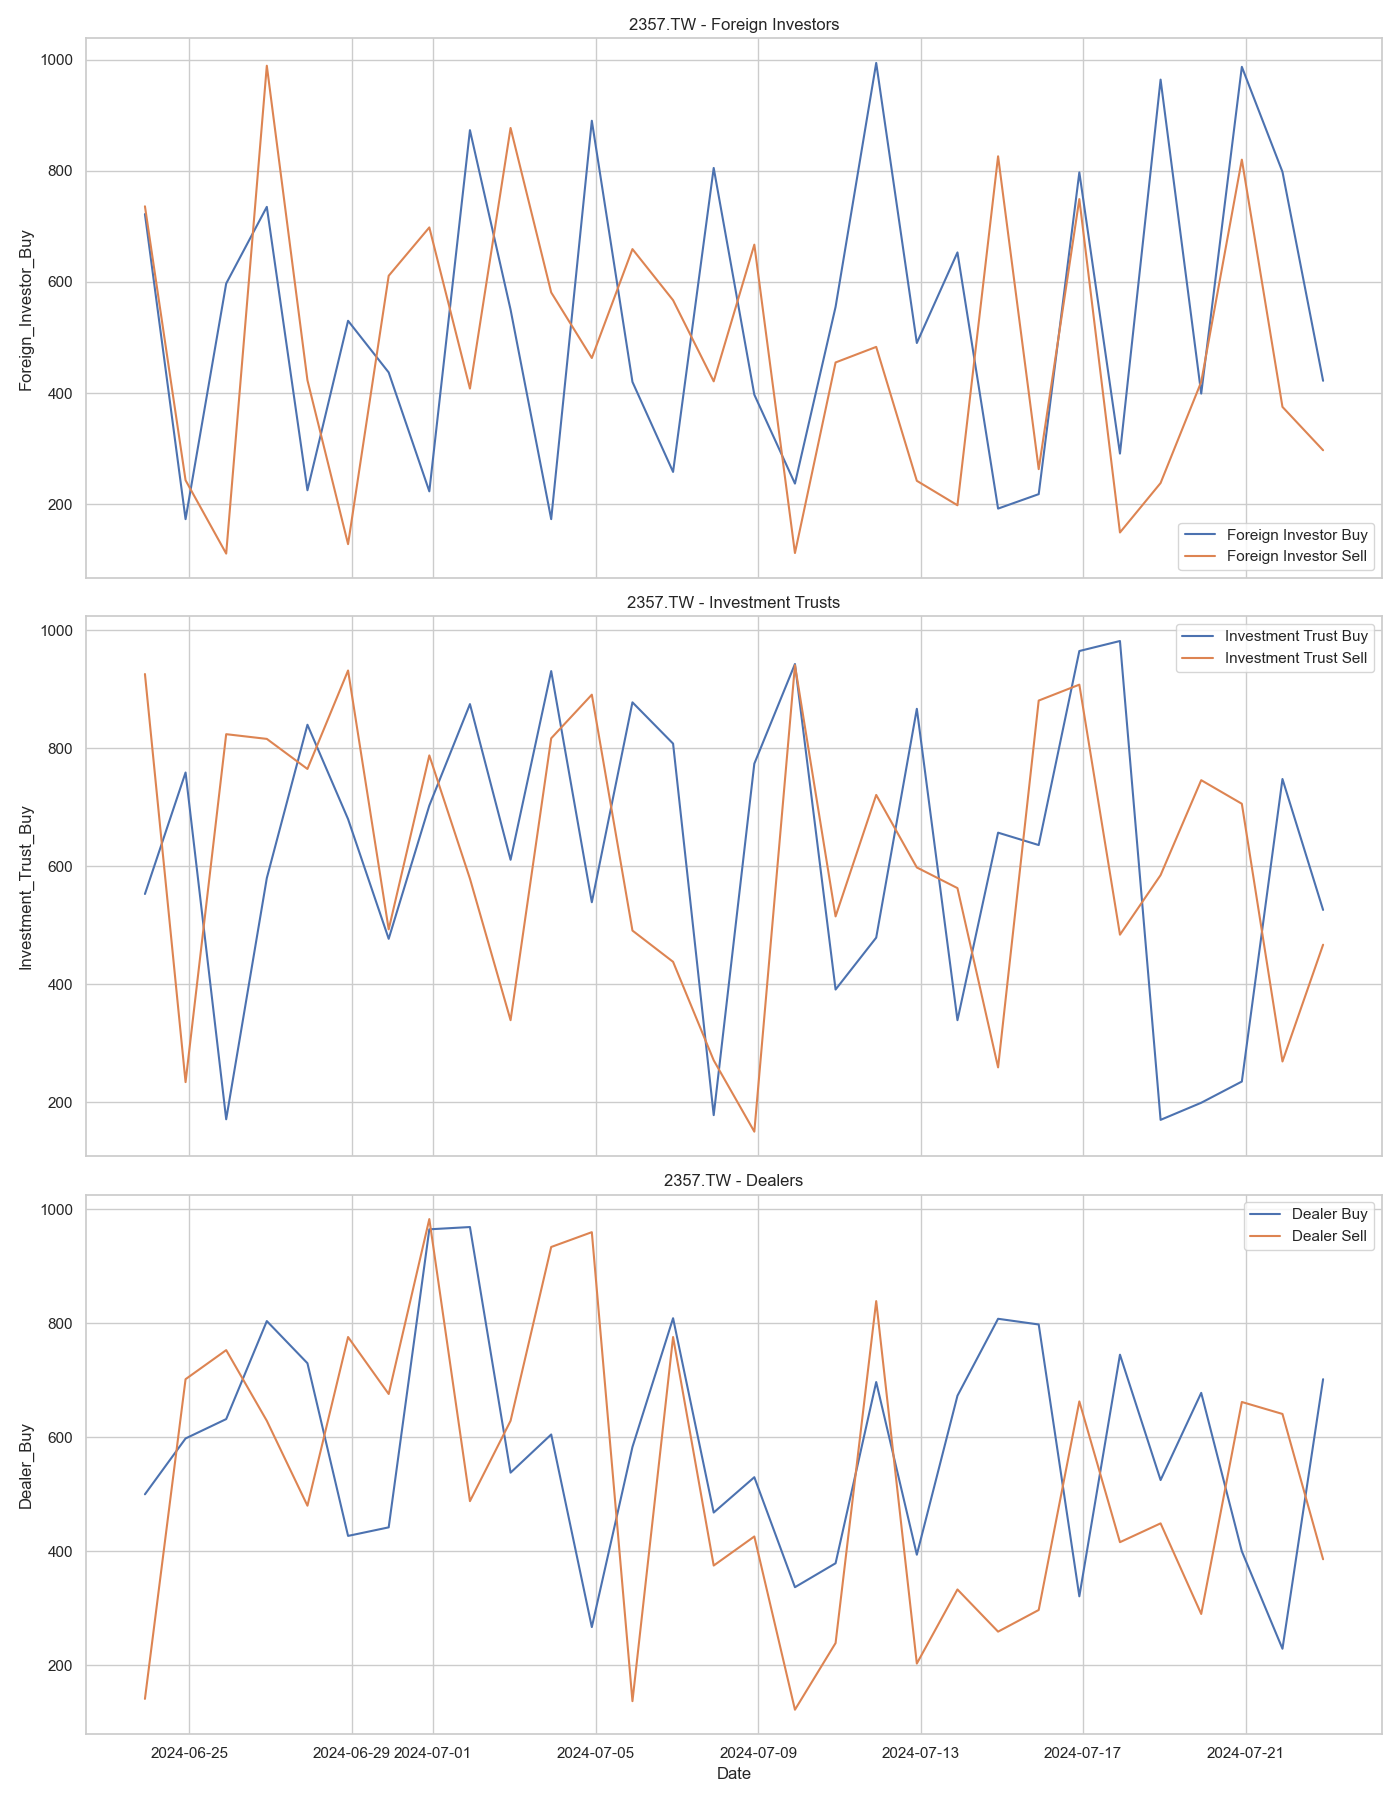 2357.TW - Foreign Investors
Foreign_Investor_Buy
1000
800
600
400
200
Foreign Investor Buy
Foreign Investor Sell
2357.TW - Investment Trusts
Investment_Trust_Buy
1000
800
600
400
200
Investment Trust Buy
Investment Trust Sell
2357.TW - Dealers
Dealer_Buy
1000
800
600
400
200
Dealer Buy
Dealer Sell
2024-06-25 2024-06-29 2024-07-01 2024-07-05 2024-07-09 2024-07-13 2024-07-17 2024-07-21
Date